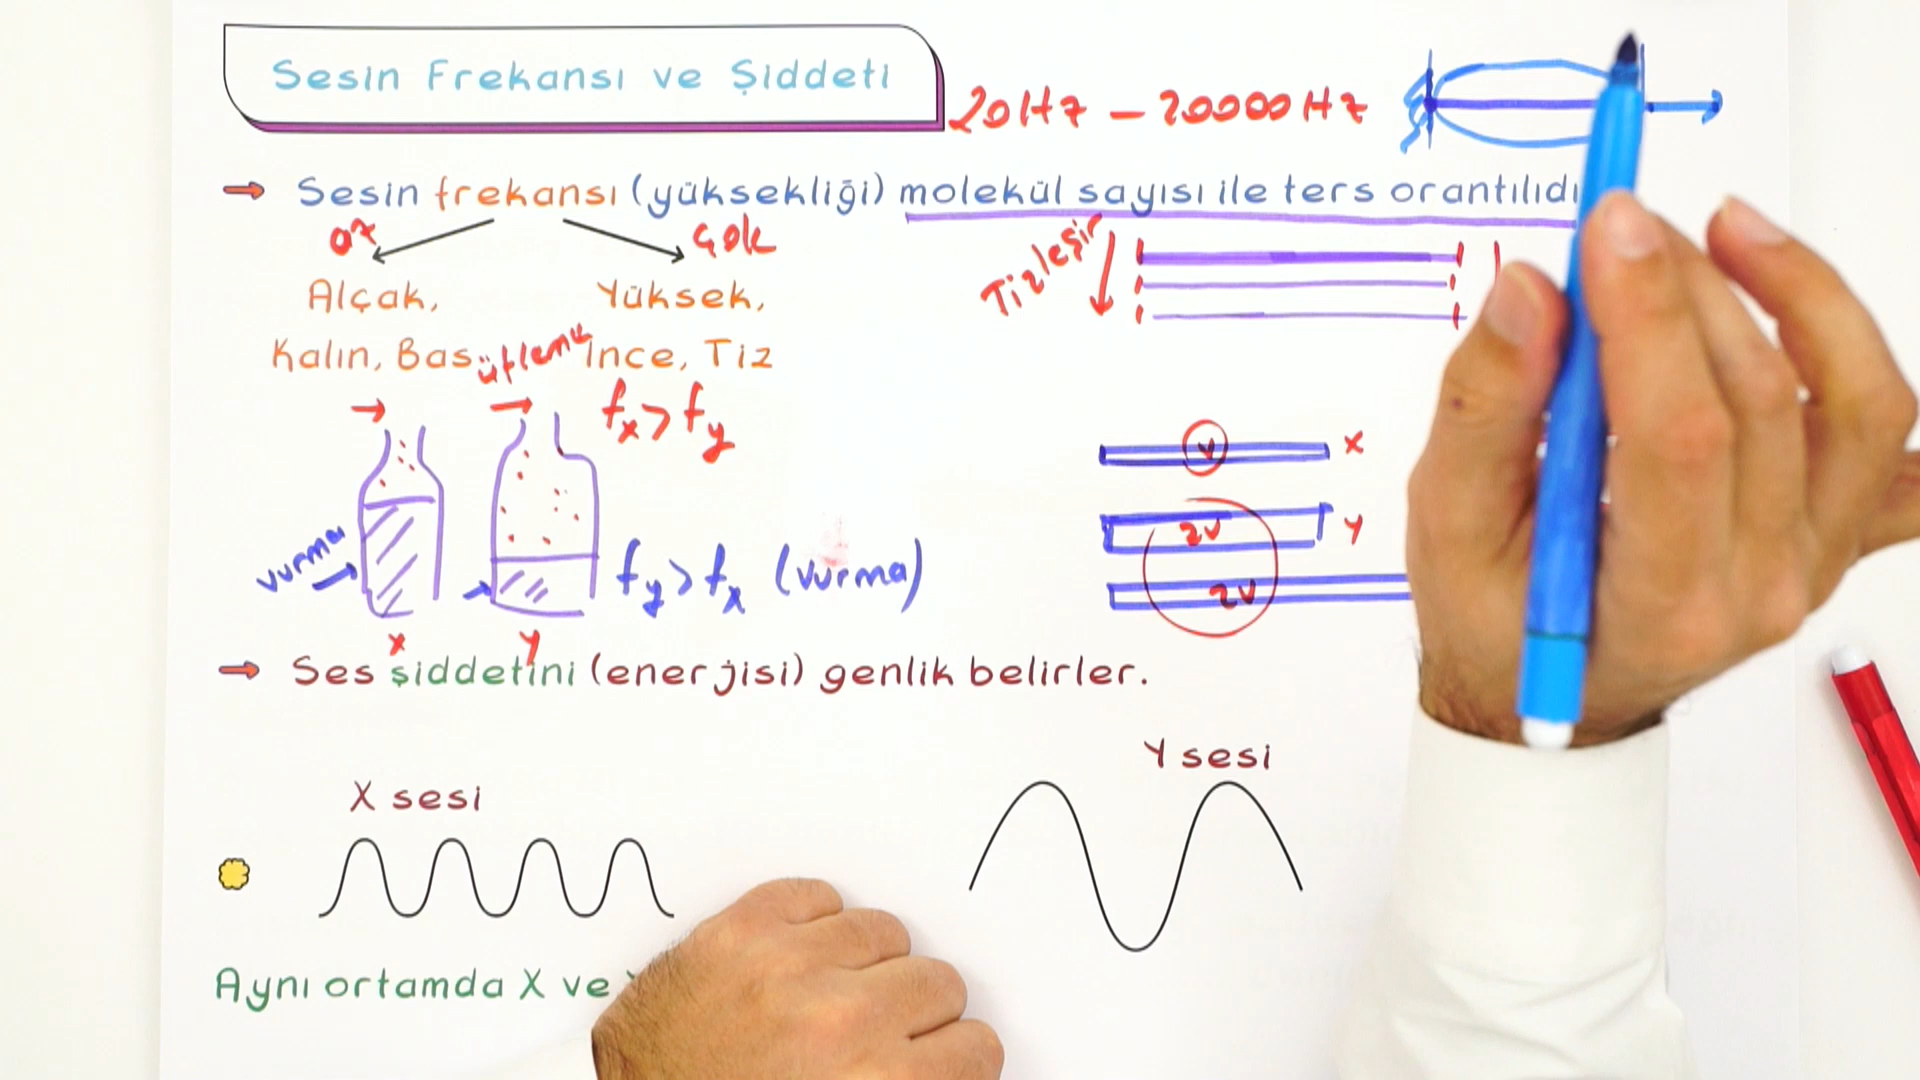 Sesin Frekansı ve Şiddeti
20 Hz - 20000 Hz
→ Sesin frekansı (yüksekliği) molekül sayısı ile ters orantılıdı
az
çok
Tizleşir
Alçak,
Yüksek,
Kalın, Bas
üfleme
İnce, Tiz
fx > fy
v
x
2v
y
2v
vurma
fy > fx (vurma)
x
y
→ Ses şiddetini (enerjisi) genlik belirler.
X sesi
Y sesi
Aynı ortamda X ve